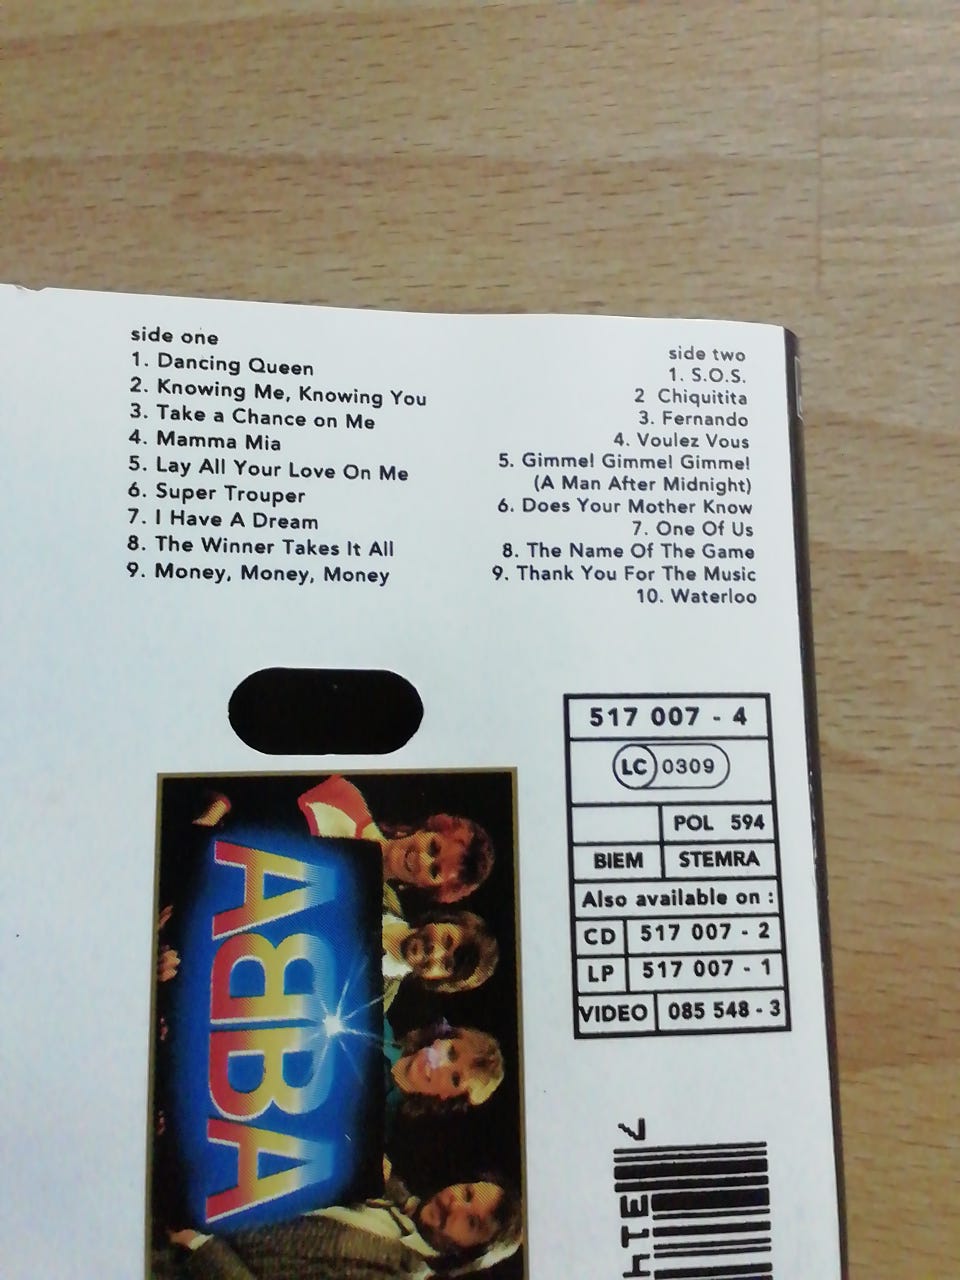 side one
1. Dancing Queen
2. Knowing Me, Knowing You
3. Take a Chance on Me
4. Mamma Mia
5. Lay All Your Love On Me
6. Super Trouper
7. I Have A Dream
8. The Winner Takes It All
9. Money, Money, Money
side two
1. S.O.S.
2 Chiquitita
3. Fernando
4. Voulez Vous
5. Gimme! Gimme! Gimme!
(A Man After Midnight)
6. Does Your Mother Know
7. One Of Us
8. The Name Of The Game
9. Thank You For The Music
10. Waterloo
517 007 - 4
LC 0309
POL 594
BIEM STEMRA
Also available on :
CD 517 007 - 2
LP 517 007 - 1
VIDEO 085 548 - 3
ABBA
7